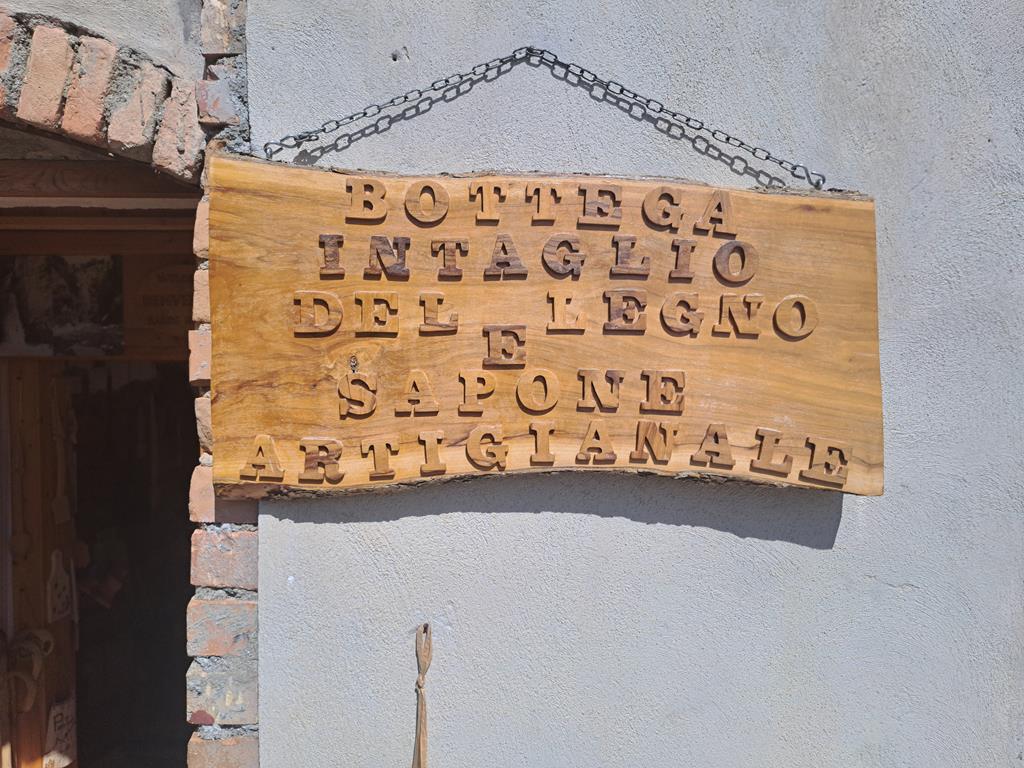 BOTTEGA
INTAGLIO
DEL LEGNO
E
SAPONE
ARTIGIANALE